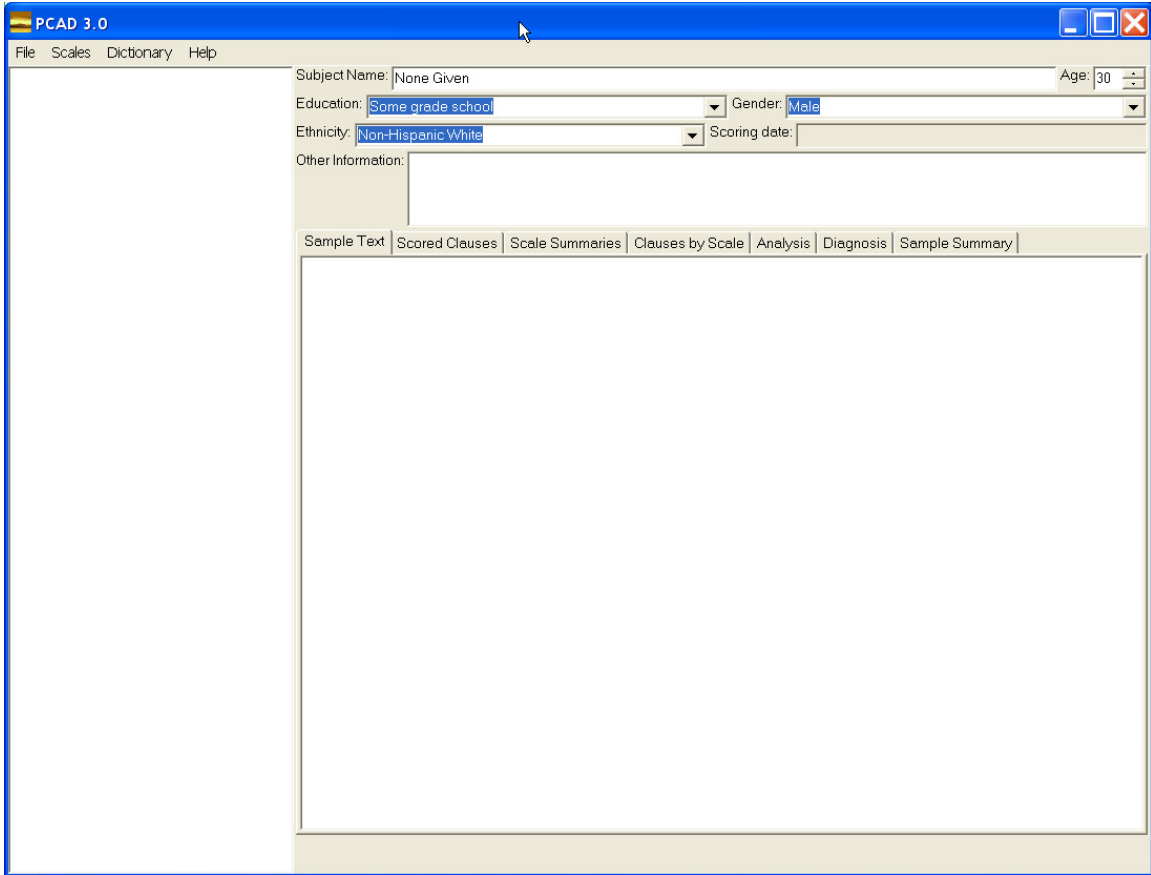 PCAD 3.0
File Scales Dictionary Help
Subject Name: None Given Age: 30
Education: Some grade school Gender: Male
Ethnicity: Non-Hispanic White Scoring date:
Other Information:
Sample Text Scored Clauses Scale Summaries Clauses by Scale Analysis Diagnosis Sample Summary